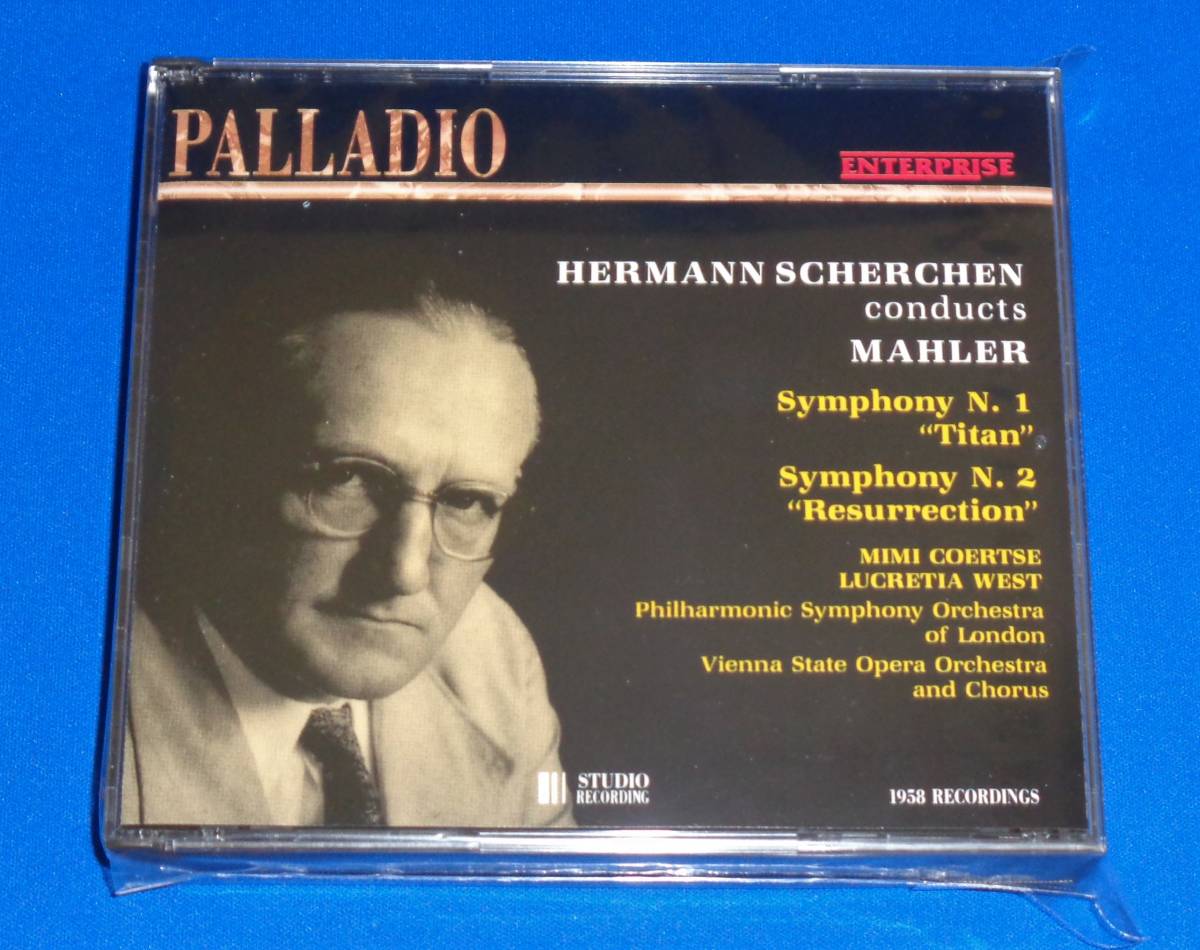 PALLADIO
ENTERPRISE
HERMANN SCHERCHEN
conducts
MAHLER
Symphony N. 1
“Titan”
Symphony N. 2
“Resurrection”
MIMI COERTSE
LUCRETIA WEST
Philharmonic Symphony Orchestra
of London
Vienna State Opera Orchestra
and Chorus
STUDIO
RECORDING
1958 RECORDINGS